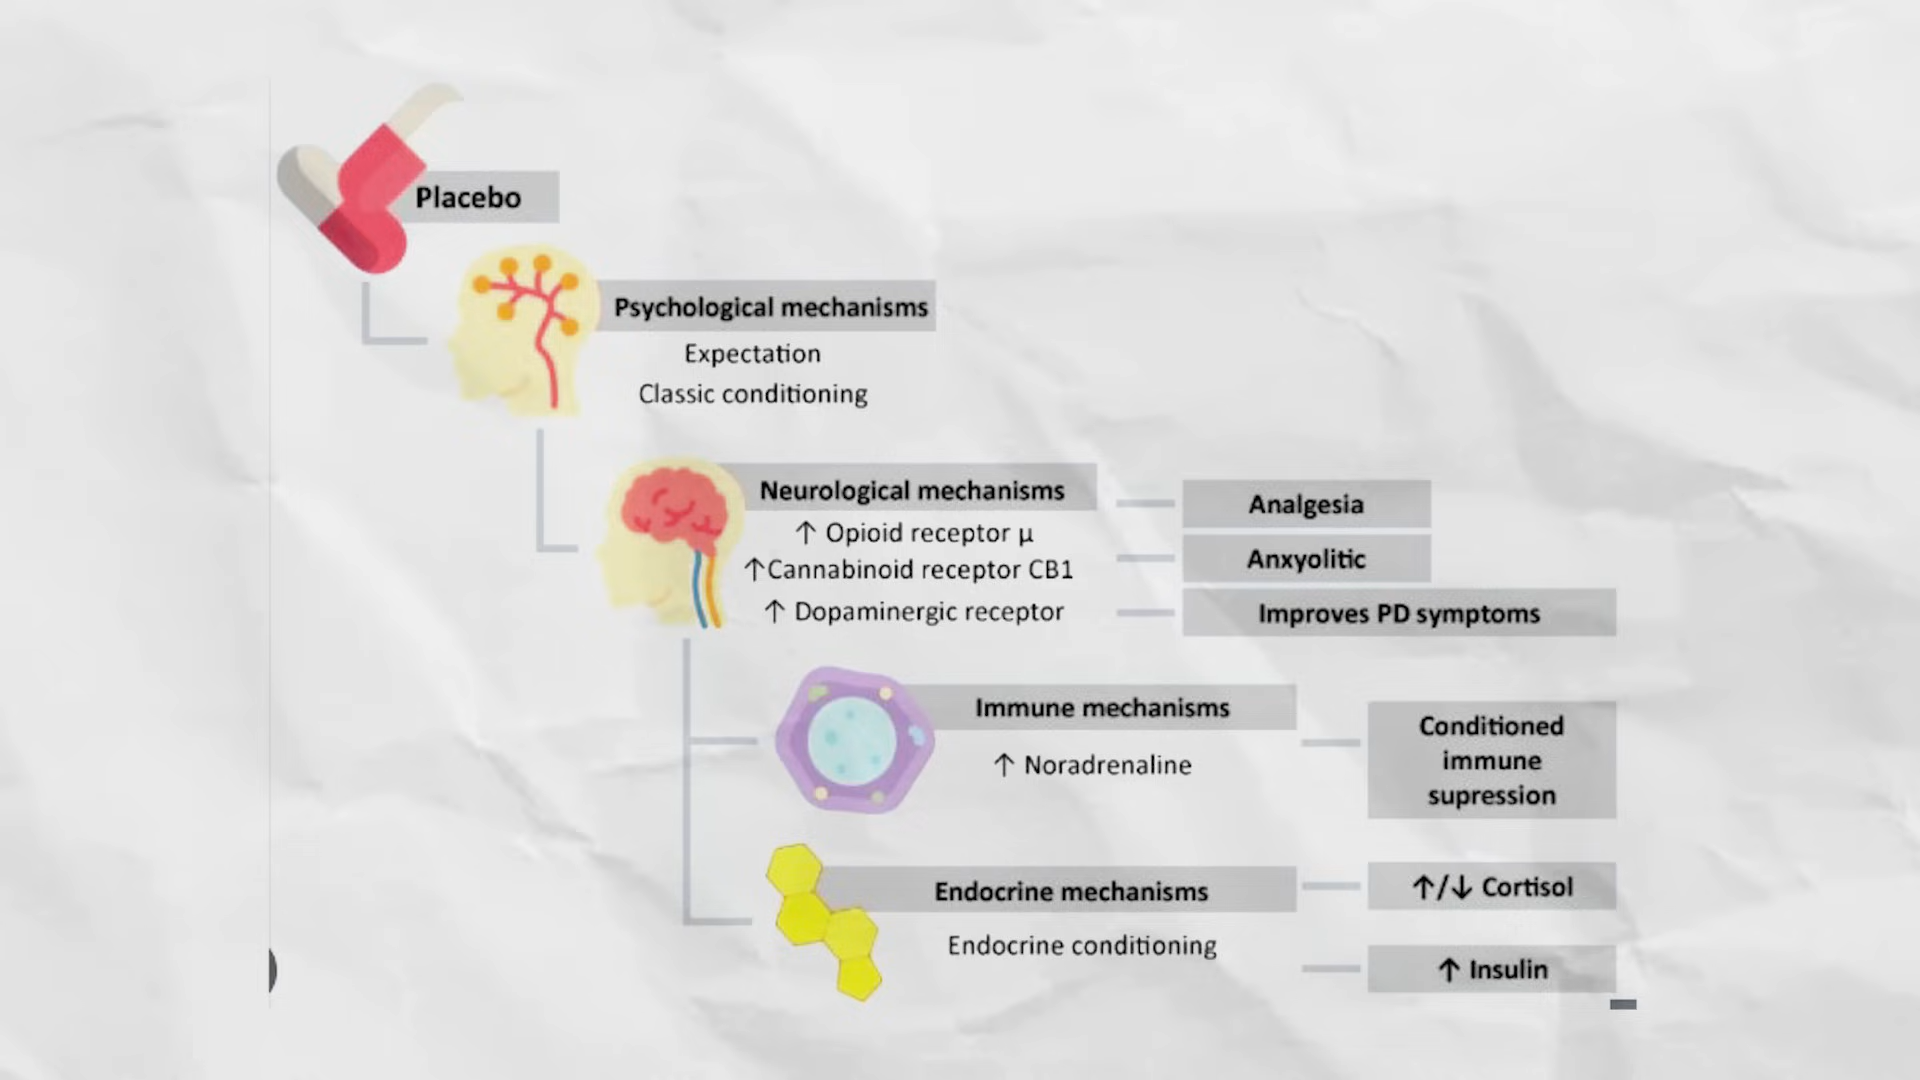 Placebo
Psychological mechanisms
Expectation
Classic conditioning
Neurological mechanisms
↑ Opioid receptor μ
↑Cannabinoid receptor CB1
↑ Dopaminergic receptor
Analgesia
Anxyolitic
Improves PD symptoms
Immune mechanisms
↑ Noradrenaline
Conditioned
immune
supression
Endocrine mechanisms
Endocrine conditioning
↑/↓ Cortisol
↑ Insulin